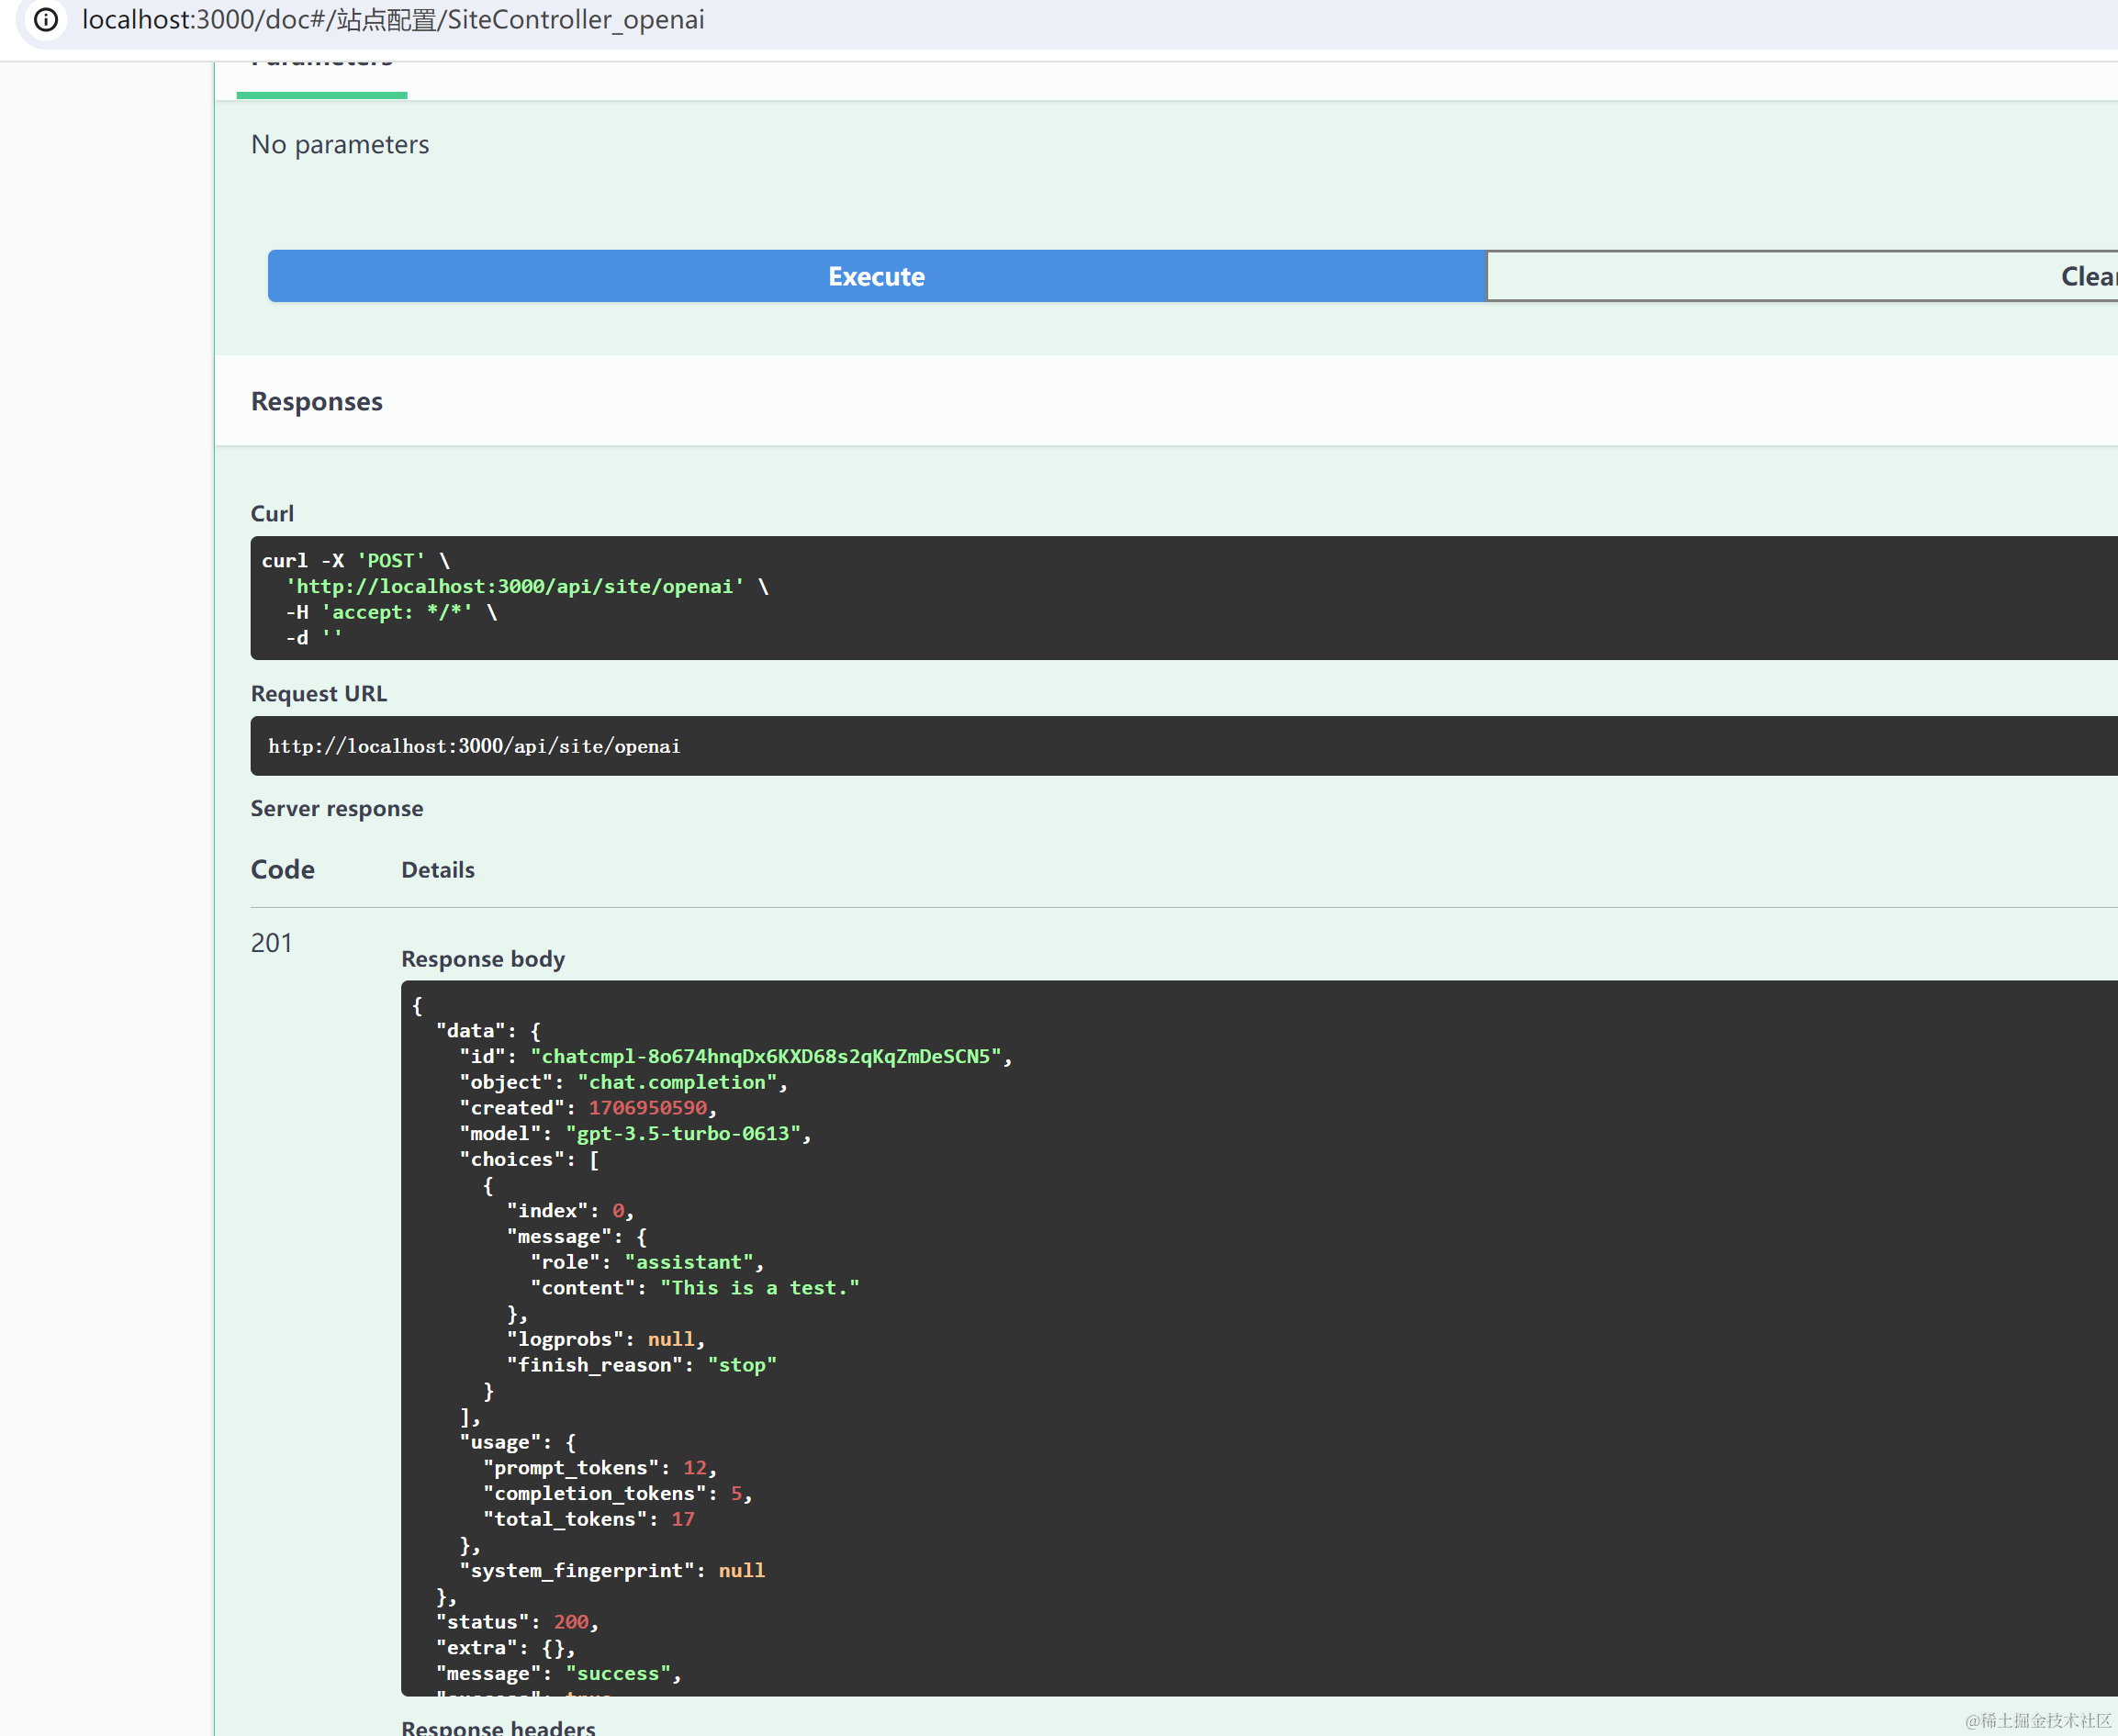 localhost:3000/doc#/站点配置/SiteController_openai
Parameters
No parameters
Execute
Clear
Responses
Curl
curl -X 'POST' \
  'http://localhost:3000/api/site/openai' \
  -H 'accept: */*' \
  -d ''
Request URL
http://localhost:3000/api/site/openai
Server response
Code Details
201
Response body
{
  "data": {
    "id": "chatcmpl-8o674hnqDx6KXD68s2qKqZmDeSCN5",
    "object": "chat.completion",
    "created": 1706950590,
    "model": "gpt-3.5-turbo-0613",
    "choices": [
      {
        "index": 0,
        "message": {
          "role": "assistant",
          "content": "This is a test."
        },
        "logprobs": null,
        "finish_reason": "stop"
      }
    ],
    "usage": {
      "prompt_tokens": 12,
      "completion_tokens": 5,
      "total_tokens": 17
    },
    "system_fingerprint": null
  },
  "status": 200,
  "extra": {},
  "message": "success",
  "success": true
Response headers
@稀土掘金技术社区